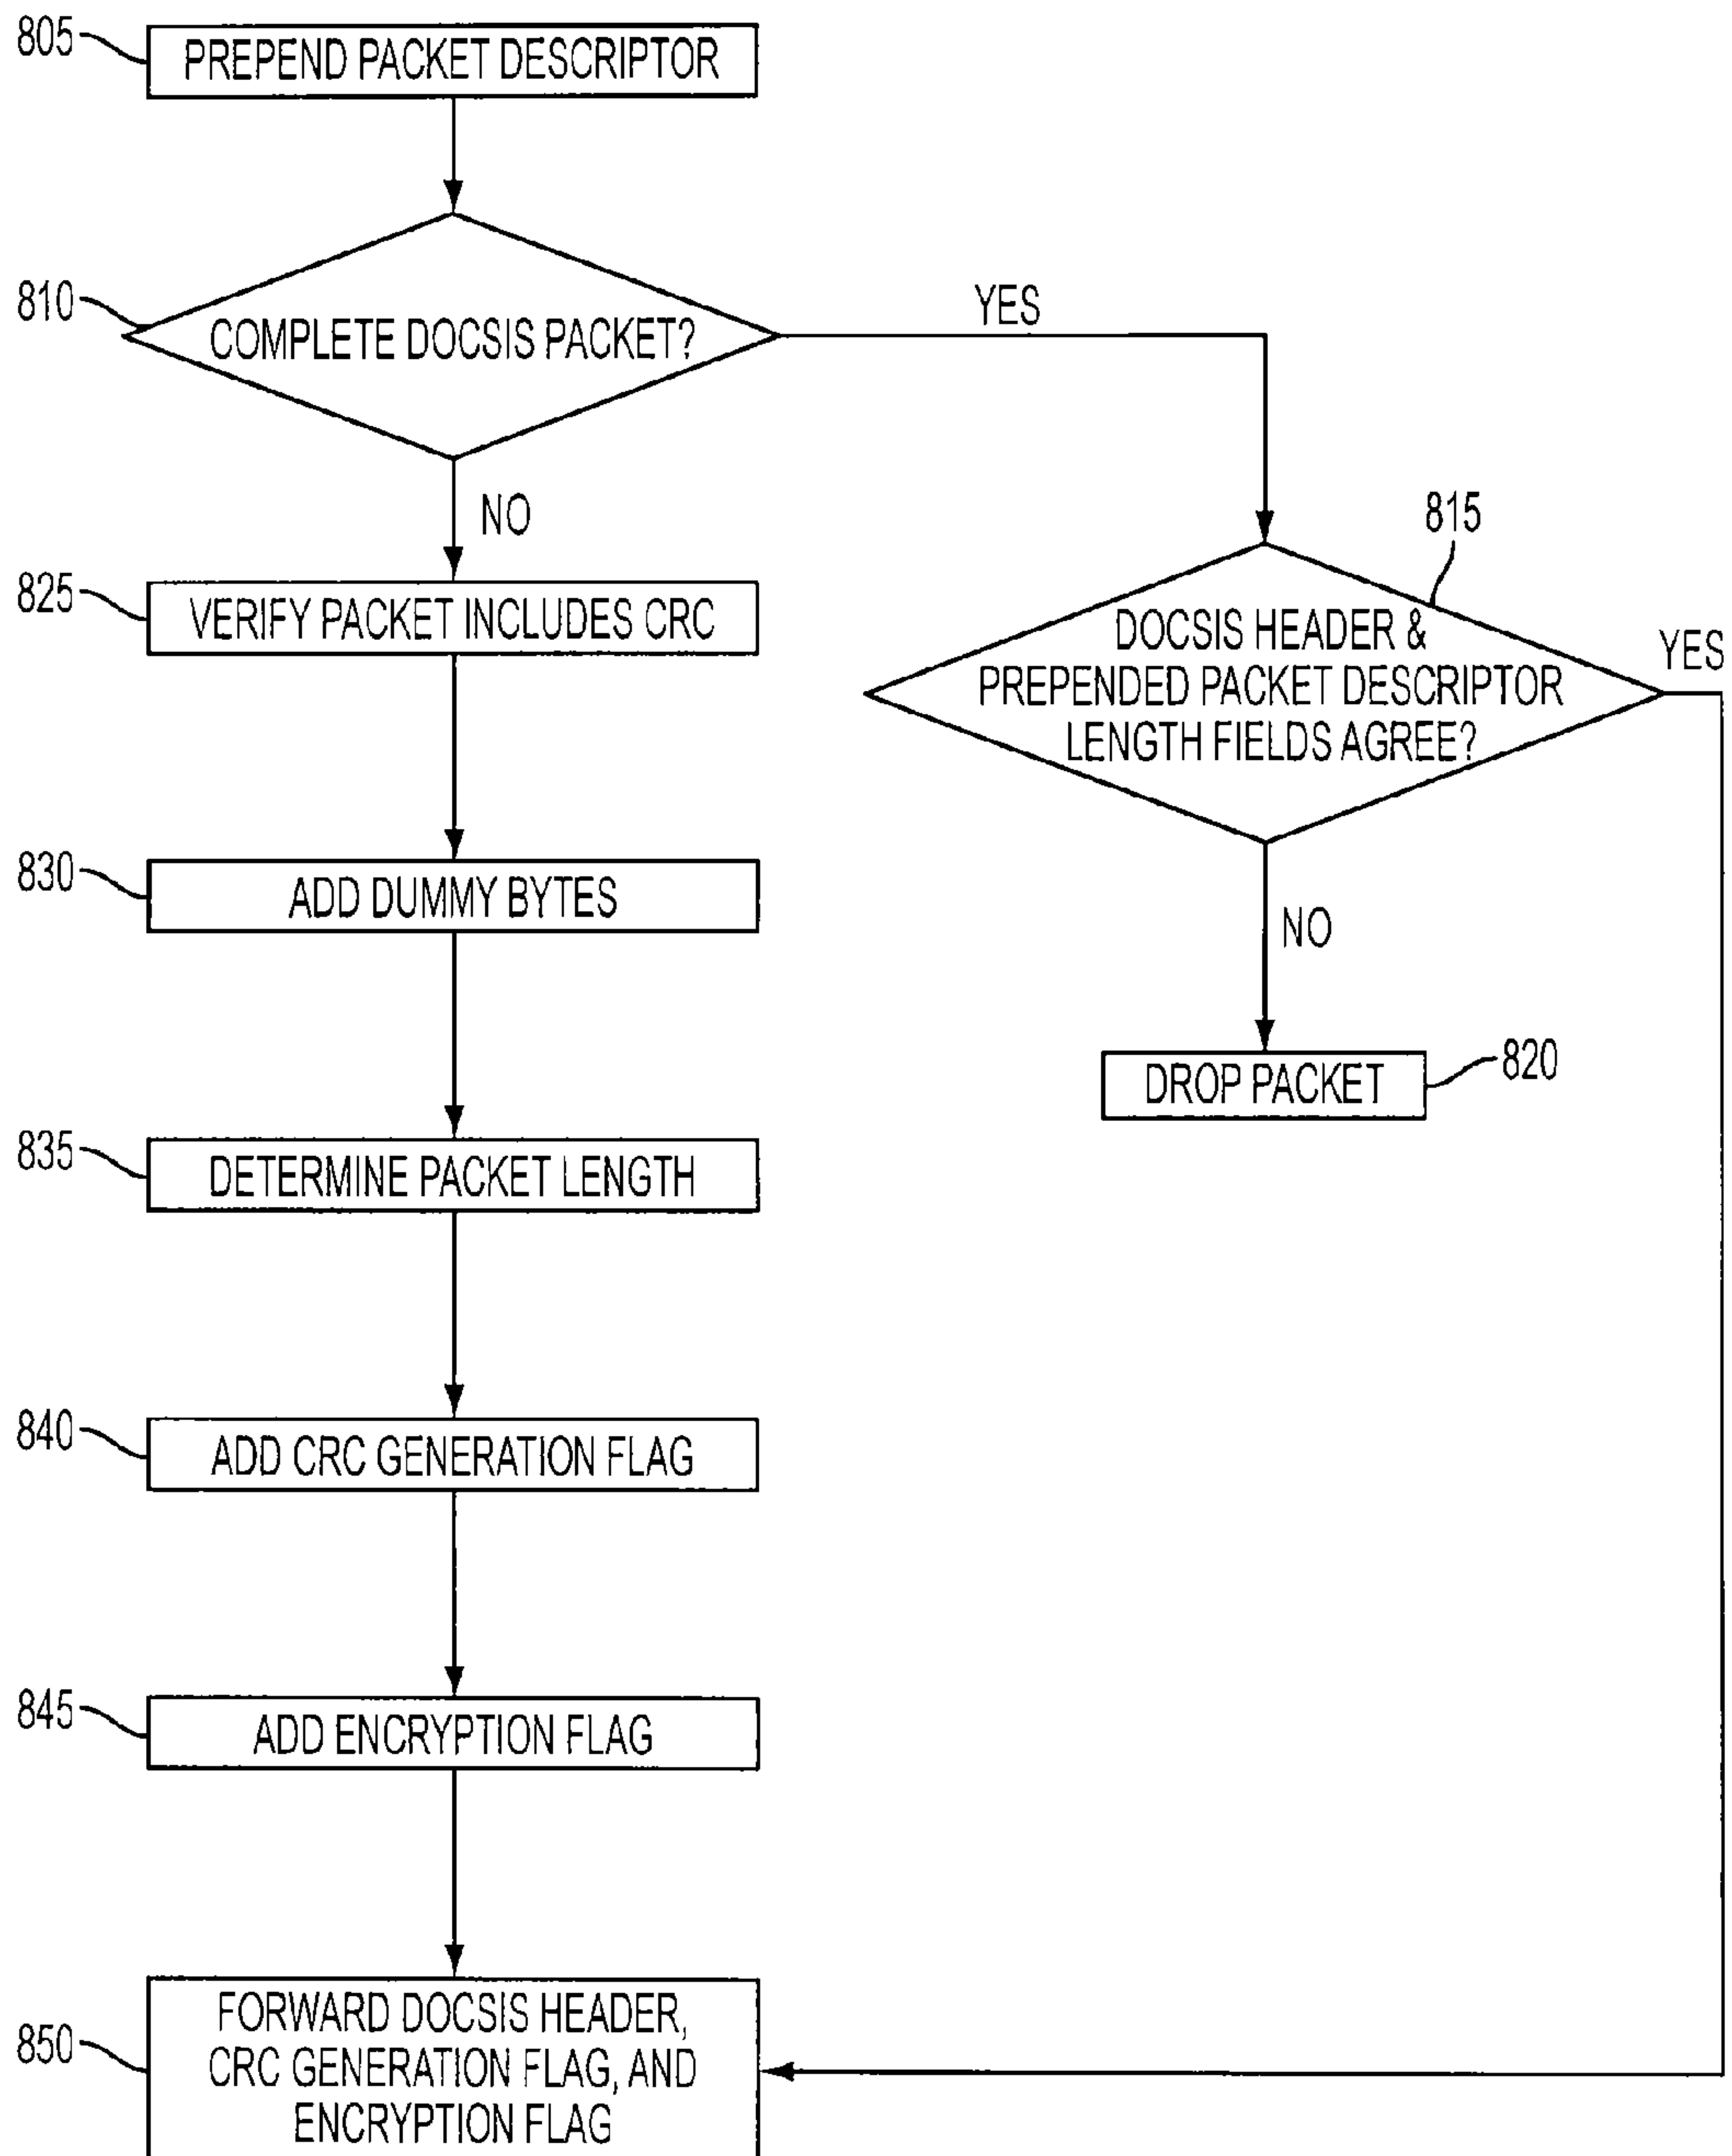 805
PREPEND PACKET DESCRIPTOR
810
COMPLETE DOCSIS PACKET?
YES
NO
815
DOCSIS HEADER &
PREPENDED PACKET DESCRIPTOR
LENGTH FIELDS AGREE?
YES
825
VERIFY PACKET INCLUDES CRC
830
ADD DUMMY BYTES
NO
DROP PACKET
820
835
DETERMINE PACKET LENGTH
840
ADD CRC GENERATION FLAG
845
ADD ENCRYPTION FLAG
850
FORWARD DOCSIS HEADER,
CRC GENERATION FLAG, AND
ENCRYPTION FLAG